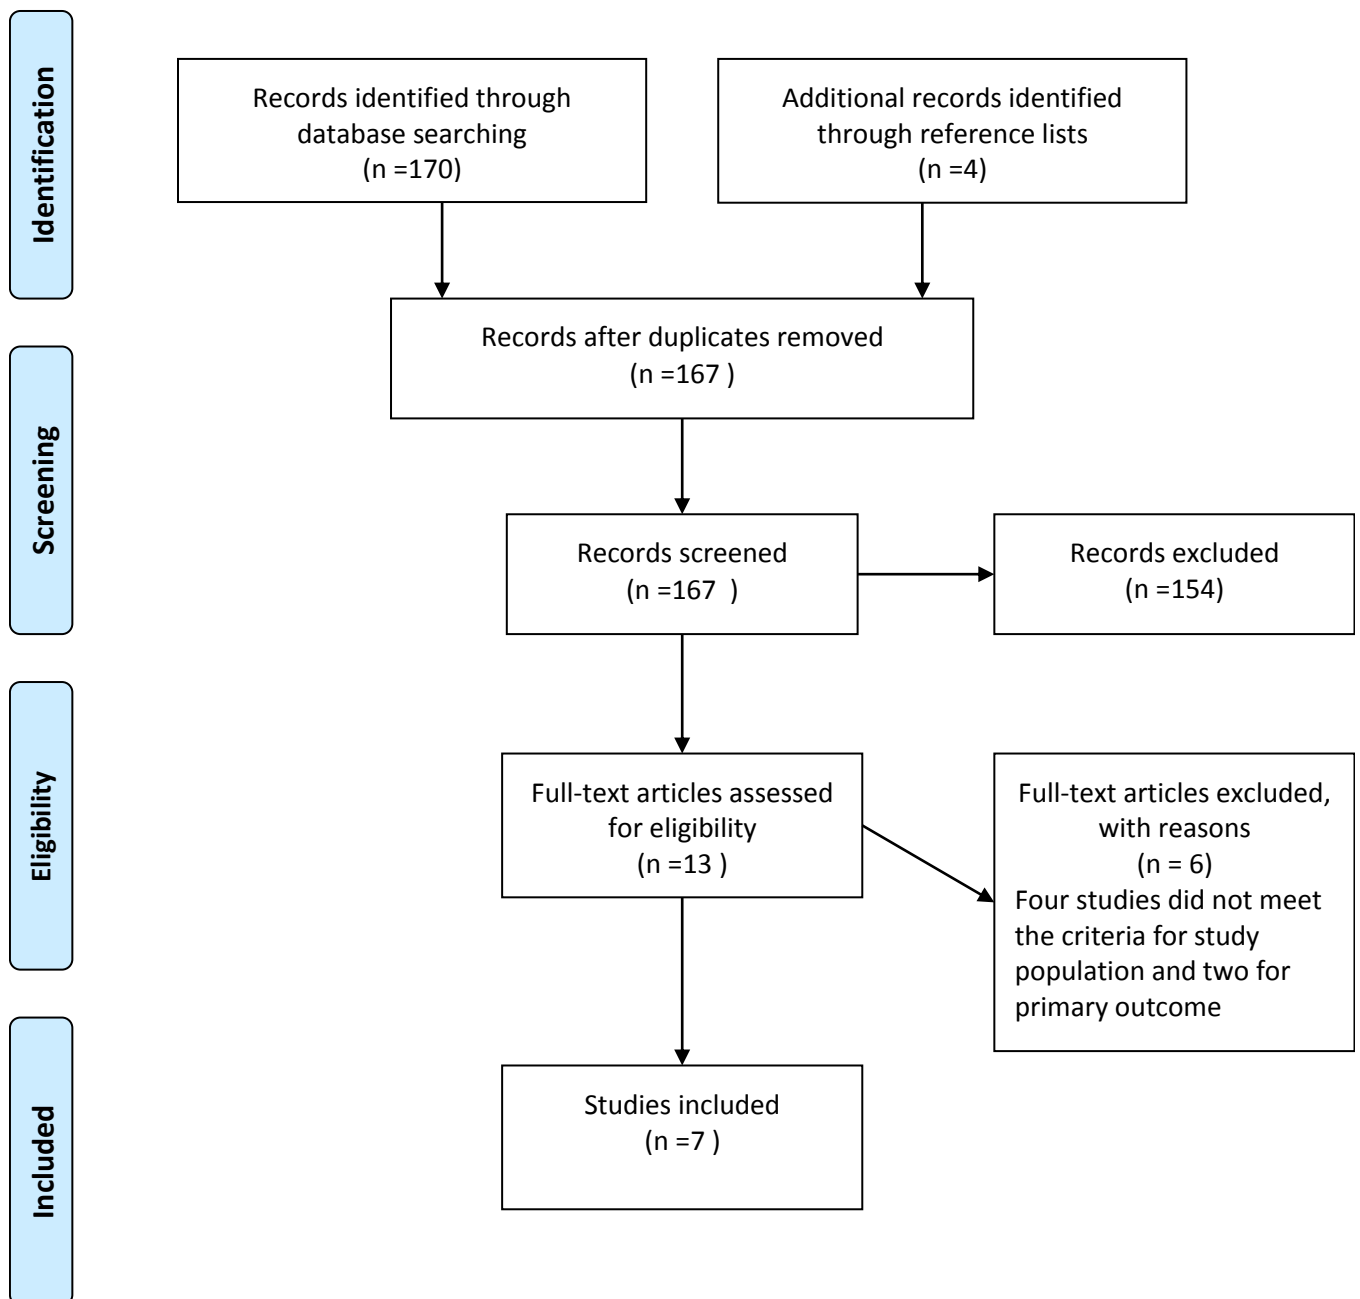 Identification
Records identified through
database searching
(n =170)
Additional records identified
through reference lists
(n =4)
Records after duplicates removed
(n =167 )
Screening
Records screened
(n =167  )
Records excluded
(n =154)
Eligibility
Full-text articles assessed
for eligibility
(n =13 )
Full-text articles excluded,
with reasons
(n = 6)
Four studies did not meet
the criteria for study
population and two for
primary outcome
Included
Studies included
(n =7 )